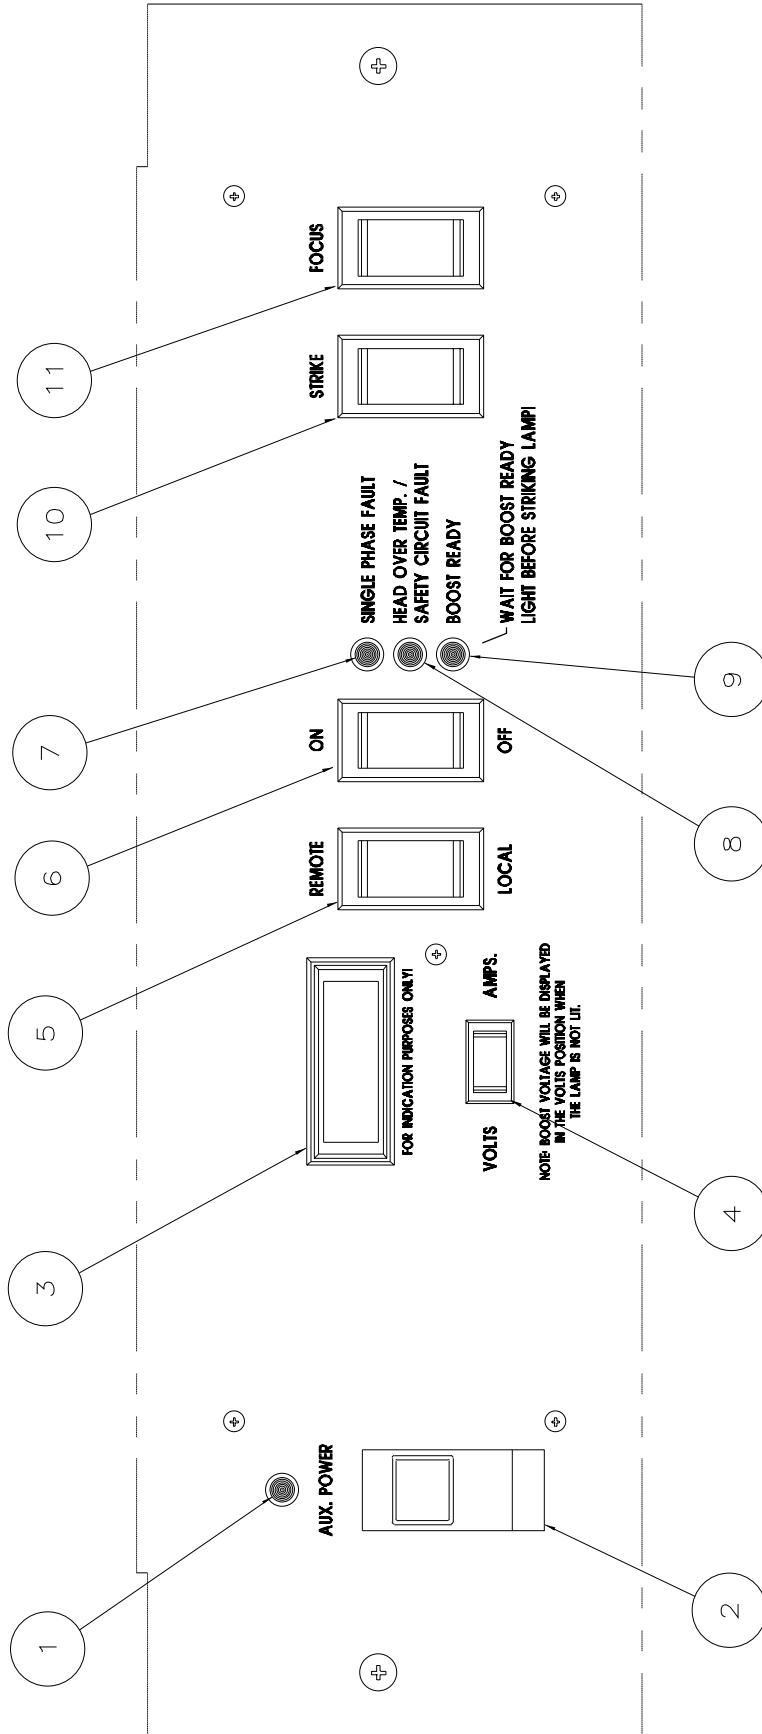 1
3
5
6
7
10
11
AUX. POWER
FOR INDICATION PURPOSES ONLY!
VOLTS
AMPS.
NOTE: BOOST VOLTAGE WILL BE DISPLAYED
IN THE VOLTS POSITION WHEN
THE LAMP IS NOT LIT.
REMOTE
LOCAL
ON
OFF
SINGLE PHASE FAULT
HEAD OVER TEMP. /
SAFETY CIRCUIT FAULT
BOOST READY
WAIT FOR BOOST READY
LIGHT BEFORE STRIKING LAMP!
STRIKE
FOCUS
2
4
8
9